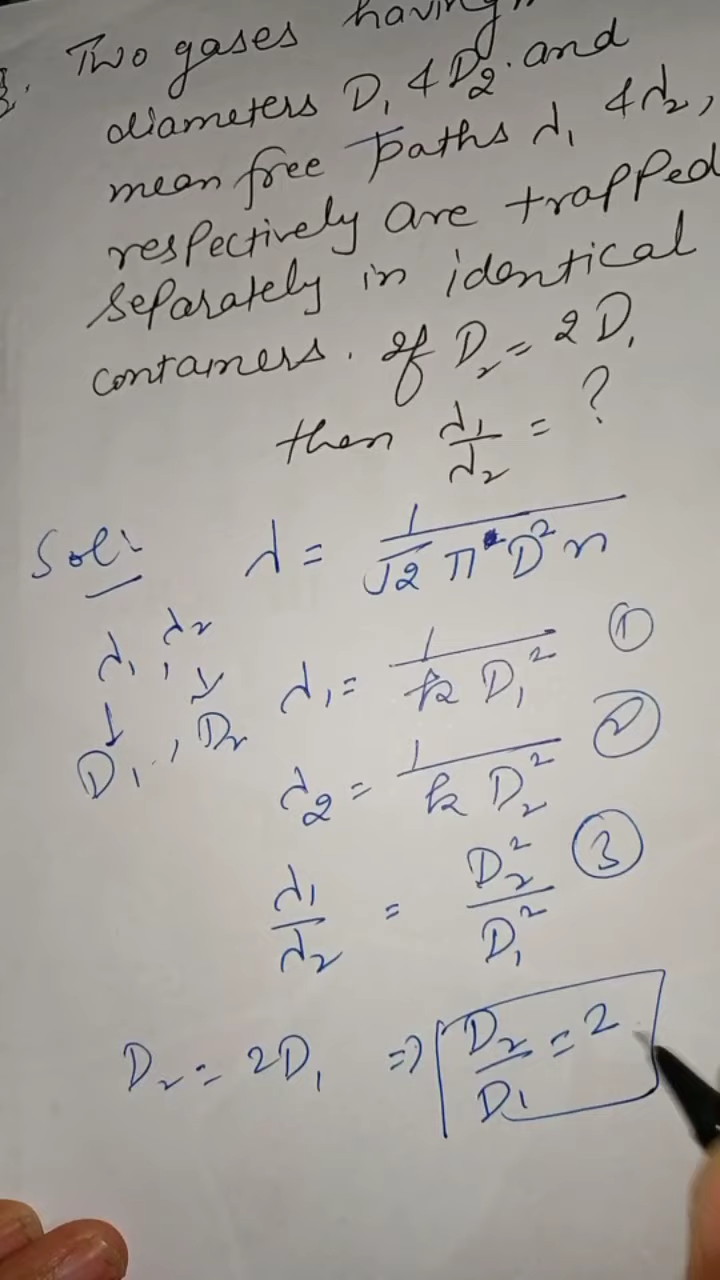 3. Two gases having
diameters D₁ & D₂. and
mean free paths λ₁ & λ₂,
respectively are trapped
separately in identical
containers. If D₂ = 2D₁
then λ₁/λ₂ = ?
Sol: λ = 1/(√2 π D² n)
λ₁, λ₂
↓ ↓
D₁, D₂
λ₁ = 1/(k D₁²) ①
λ₂ = 1/(k D₂²) ②
λ₁/λ₂ = D₂²/D₁² ③
D₂ = 2D₁ ⇒ D₂/D₁ = 2